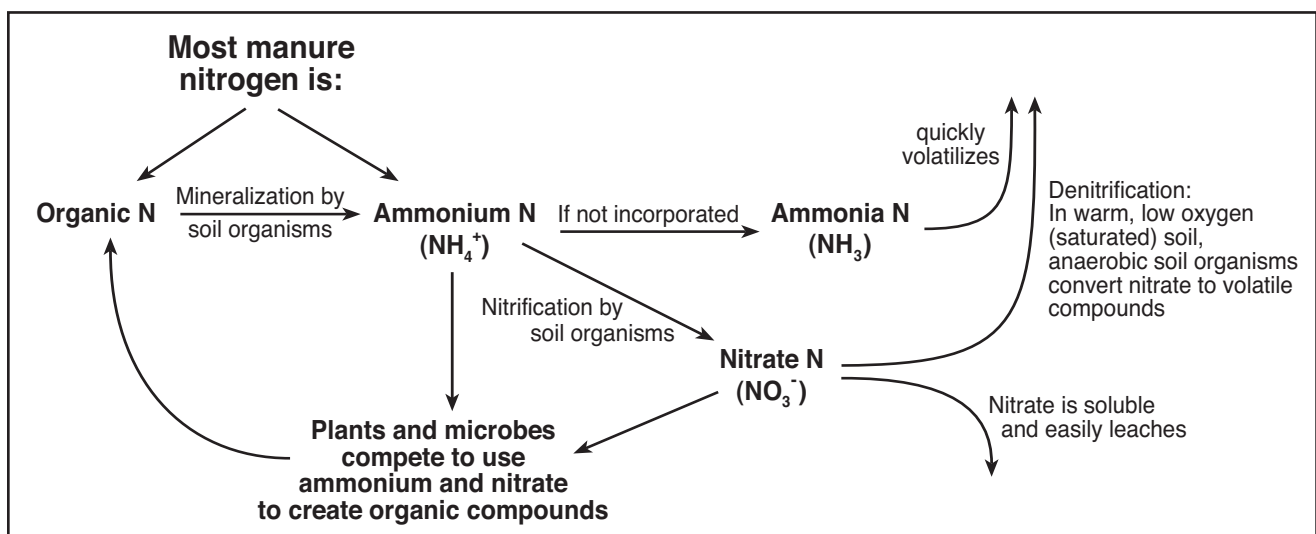 Most manure
nitrogen is:
quickly
volatilizes
Organic N
Mineralization by
soil organisms
Ammonium N
(NH₄⁺)
If not incorporated
Ammonia N
(NH₃)
Denitrification:
In warm, low oxygen
(saturated) soil,
anaerobic soil organisms
convert nitrate to volatile
compounds
Nitrification by
soil organisms
Nitrate N
(NO₃⁻)
Nitrate is soluble
and easily leaches
Plants and microbes
compete to use
ammonium and nitrate
to create organic compounds